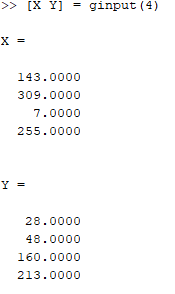 >> [X Y] = ginput(4)
X =
143.0000
309.0000
7.0000
255.0000
Y =
28.0000
48.0000
160.0000
213.0000